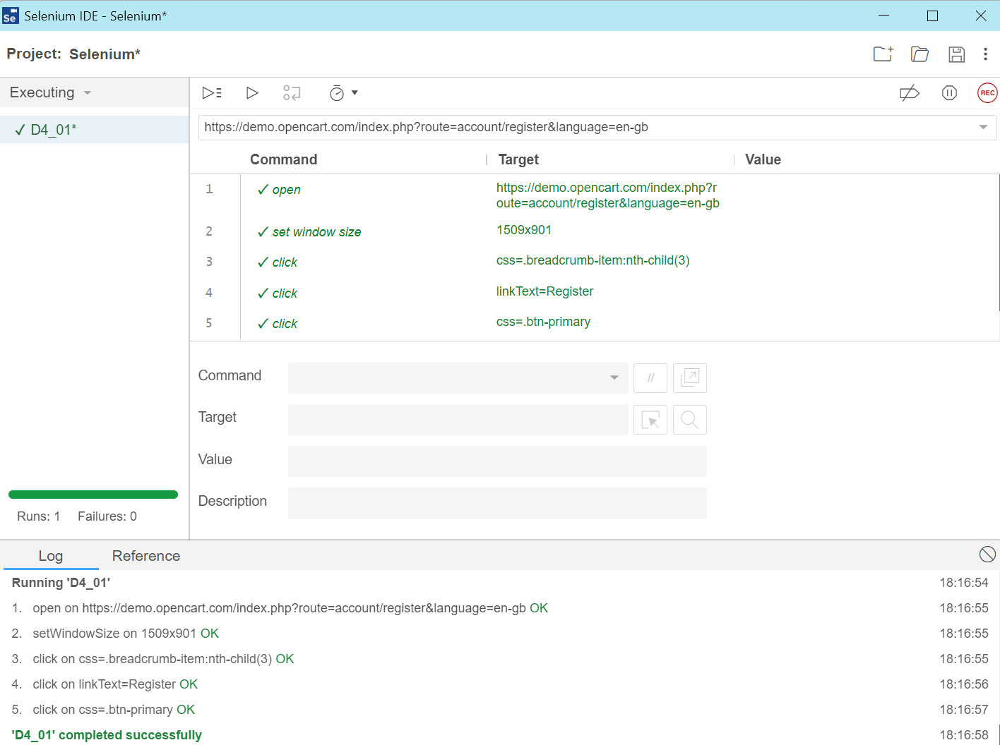 Se Selenium IDE - Selenium*
Project: Selenium*
Executing
✓ D4_01*
REC
https://demo.opencart.com/index.php?route=account/register&language=en-gb
Command Target Value
1 ✓ open https://demo.opencart.com/index.php?r
oute=account/register&language=en-gb
2 ✓ set window size 1509x901
3 ✓ click css=.breadcrumb-item:nth-child(3)
4 ✓ click linkText=Register
5 ✓ click css=.btn-primary
Command //
Target
Value
Description
Runs: 1 Failures: 0
Log Reference
Running 'D4_01' 18:16:54
1. open on https://demo.opencart.com/index.php?route=account/register&language=en-gb OK 18:16:55
2. setWindowSize on 1509x901 OK 18:16:55
3. click on css=.breadcrumb-item:nth-child(3) OK 18:16:55
4. click on linkText=Register OK 18:16:56
5. click on css=.btn-primary OK 18:16:57
'D4_01' completed successfully 18:16:58